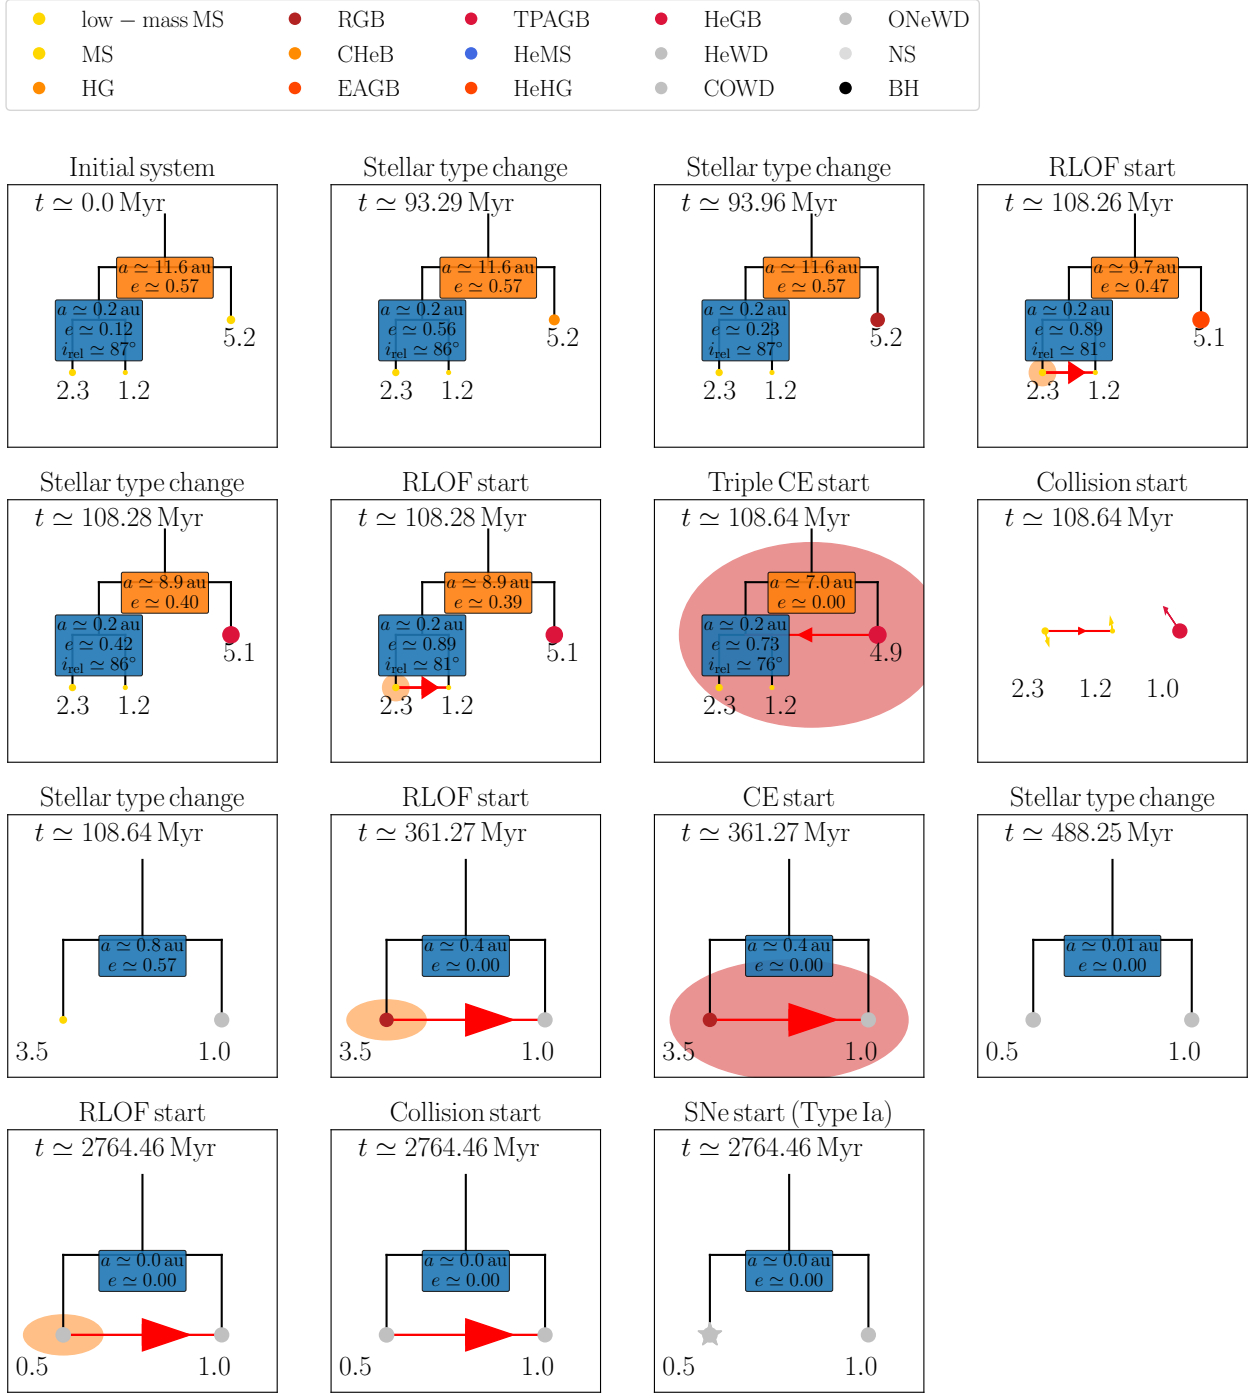 low − mass MS RGB TPAGB HeGB ONeWD
MS CHeB HeMS HeWD NS
HG EAGB HeHG COWD BH
Initial system
t ≃ 0.0 Myr
a ≃ 11.6 au
e ≃ 0.57
a ≃ 0.2 au
e ≃ 0.12
i_rel ≃ 87°
5.2
2.3 1.2
Stellar type change
t ≃ 93.29 Myr
a ≃ 11.6 au
e ≃ 0.57
a ≃ 0.2 au
e ≃ 0.56
i_rel ≃ 86°
5.2
2.3 1.2
Stellar type change
t ≃ 93.96 Myr
a ≃ 11.6 au
e ≃ 0.57
a ≃ 0.2 au
e ≃ 0.23
i_rel ≃ 87°
5.2
2.3 1.2
RLOF start
t ≃ 108.26 Myr
a ≃ 9.7 au
e ≃ 0.47
a ≃ 0.2 au
e ≃ 0.89
i_rel ≃ 81°
5.1
2.3 1.2
Stellar type change
t ≃ 108.28 Myr
a ≃ 8.9 au
e ≃ 0.40
a ≃ 0.2 au
e ≃ 0.42
i_rel ≃ 86°
5.1
2.3 1.2
RLOF start
t ≃ 108.28 Myr
a ≃ 8.9 au
e ≃ 0.39
a ≃ 0.2 au
e ≃ 0.89
i_rel ≃ 81°
5.1
2.3 1.2
Triple CE start
t ≃ 108.64 Myr
a ≃ 7.0 au
e ≃ 0.00
a ≃ 0.2 au
e ≃ 0.73
i_rel ≃ 76°
4.9
2.3 1.2
Collision start
t ≃ 108.64 Myr
2.3 1.2 1.0
Stellar type change
t ≃ 108.64 Myr
a ≃ 0.8 au
e ≃ 0.57
3.5 1.0
RLOF start
t ≃ 361.27 Myr
a ≃ 0.4 au
e ≃ 0.00
3.5 1.0
CE start
t ≃ 361.27 Myr
a ≃ 0.4 au
e ≃ 0.00
3.5 1.0
Stellar type change
t ≃ 488.25 Myr
a ≃ 0.01 au
e ≃ 0.00
0.5 1.0
RLOF start
t ≃ 2764.46 Myr
a ≃ 0.0 au
e ≃ 0.00
0.5 1.0
Collision start
t ≃ 2764.46 Myr
a ≃ 0.0 au
e ≃ 0.00
0.5 1.0
SNe start (Type Ia)
t ≃ 2764.46 Myr
a ≃ 0.0 au
e ≃ 0.00
0.5 1.0